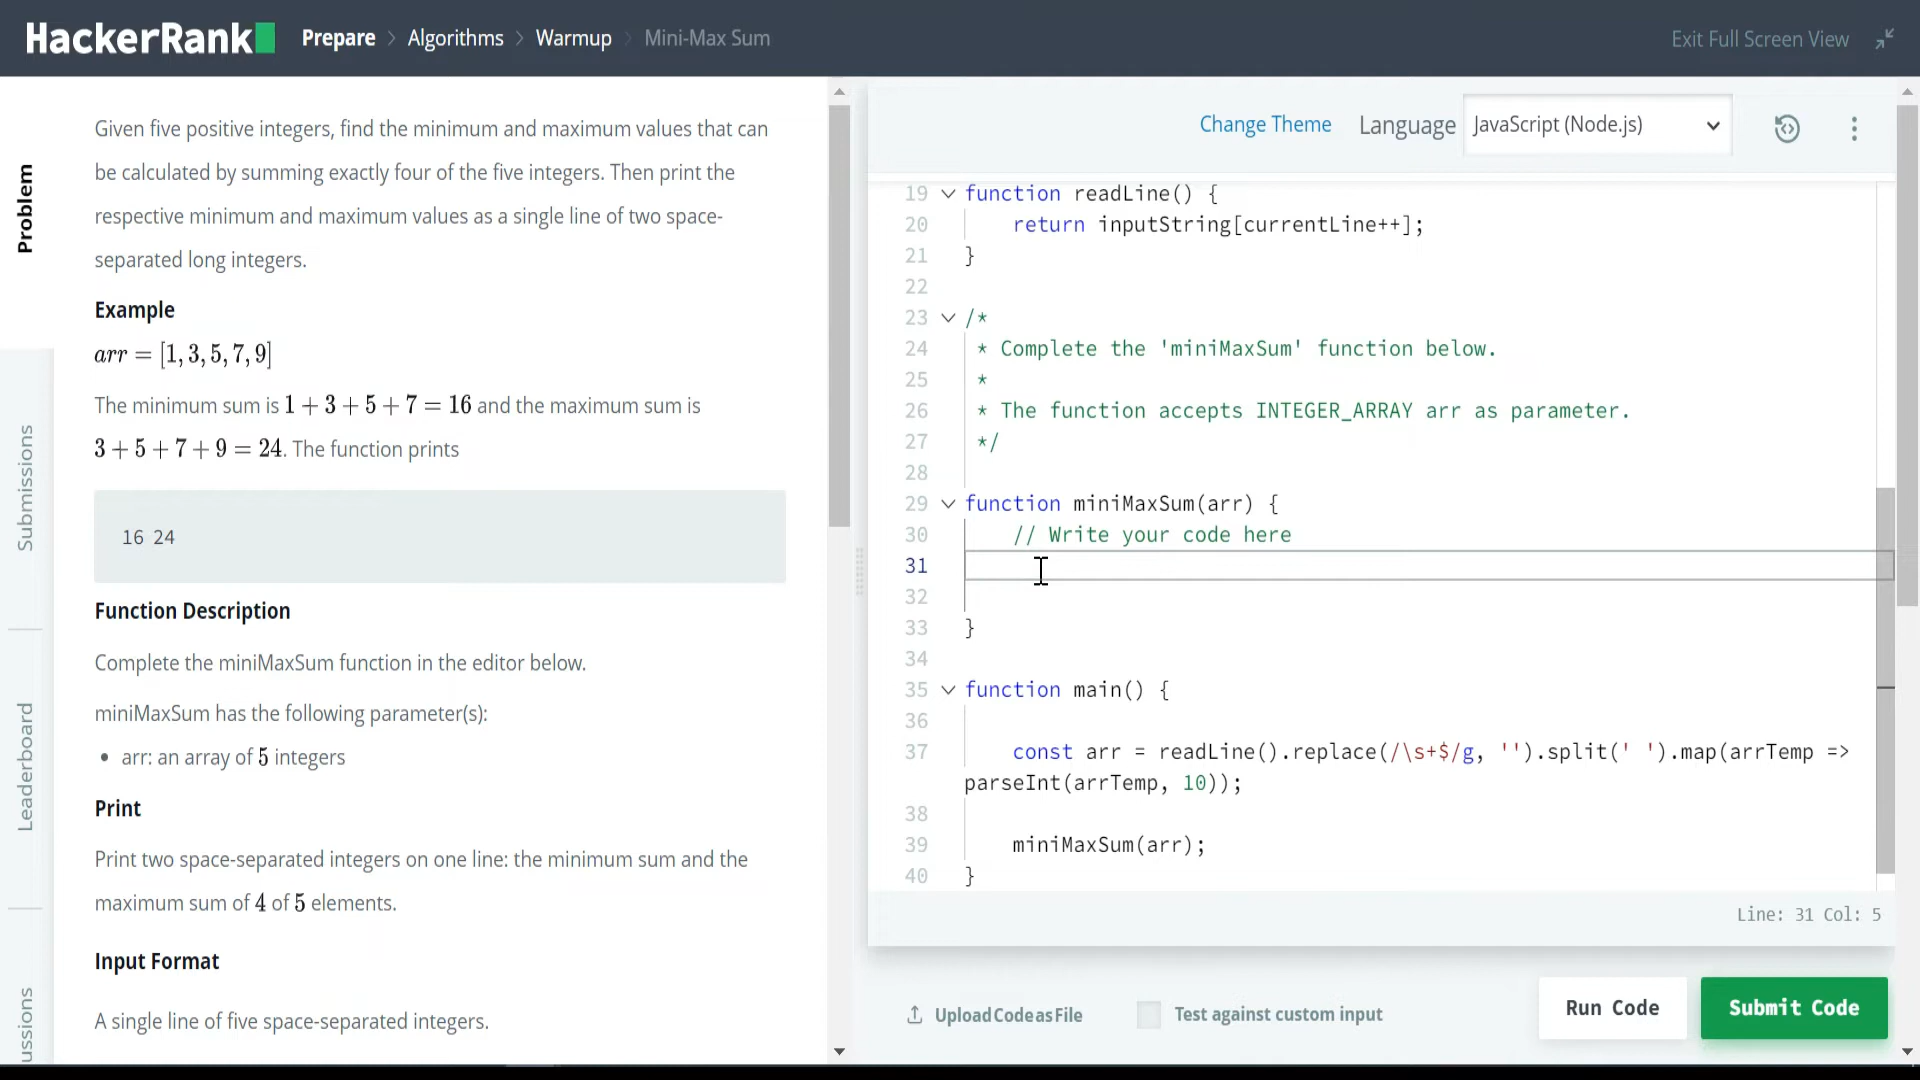 HackerRank Prepare > Algorithms > Warmup > Mini-Max Sum Exit Full Screen View
Problem
Submissions
Leaderboard
ussions
Given five positive integers, find the minimum and maximum values that can
be calculated by summing exactly four of the five integers. Then print the
respective minimum and maximum values as a single line of two space-
separated long integers.
Example
arr = [1, 3, 5, 7, 9]
The minimum sum is 1 + 3 + 5 + 7 = 16 and the maximum sum is
3 + 5 + 7 + 9 = 24. The function prints
16 24
Function Description
Complete the miniMaxSum function in the editor below.
miniMaxSum has the following parameter(s):
• arr: an array of 5 integers
Print
Print two space-separated integers on one line: the minimum sum and the
maximum sum of 4 of 5 elements.
Input Format
A single line of five space-separated integers.
Change Theme Language JavaScript (Node.js)
19 function readLine() {
20     return inputString[currentLine++];
21 }
22
23 /*
24  * Complete the 'miniMaxSum' function below.
25  *
26  * The function accepts INTEGER_ARRAY arr as parameter.
27  */
28
29 function miniMaxSum(arr) {
30     // Write your code here
31
32
33 }
34
35 function main() {
36
37     const arr = readLine().replace(/\s+$/g, '').split(' ').map(arrTemp =>
parseInt(arrTemp, 10));
38
39     miniMaxSum(arr);
40 }
Line: 31 Col: 5
Upload Code as File Test against custom input Run Code Submit Code